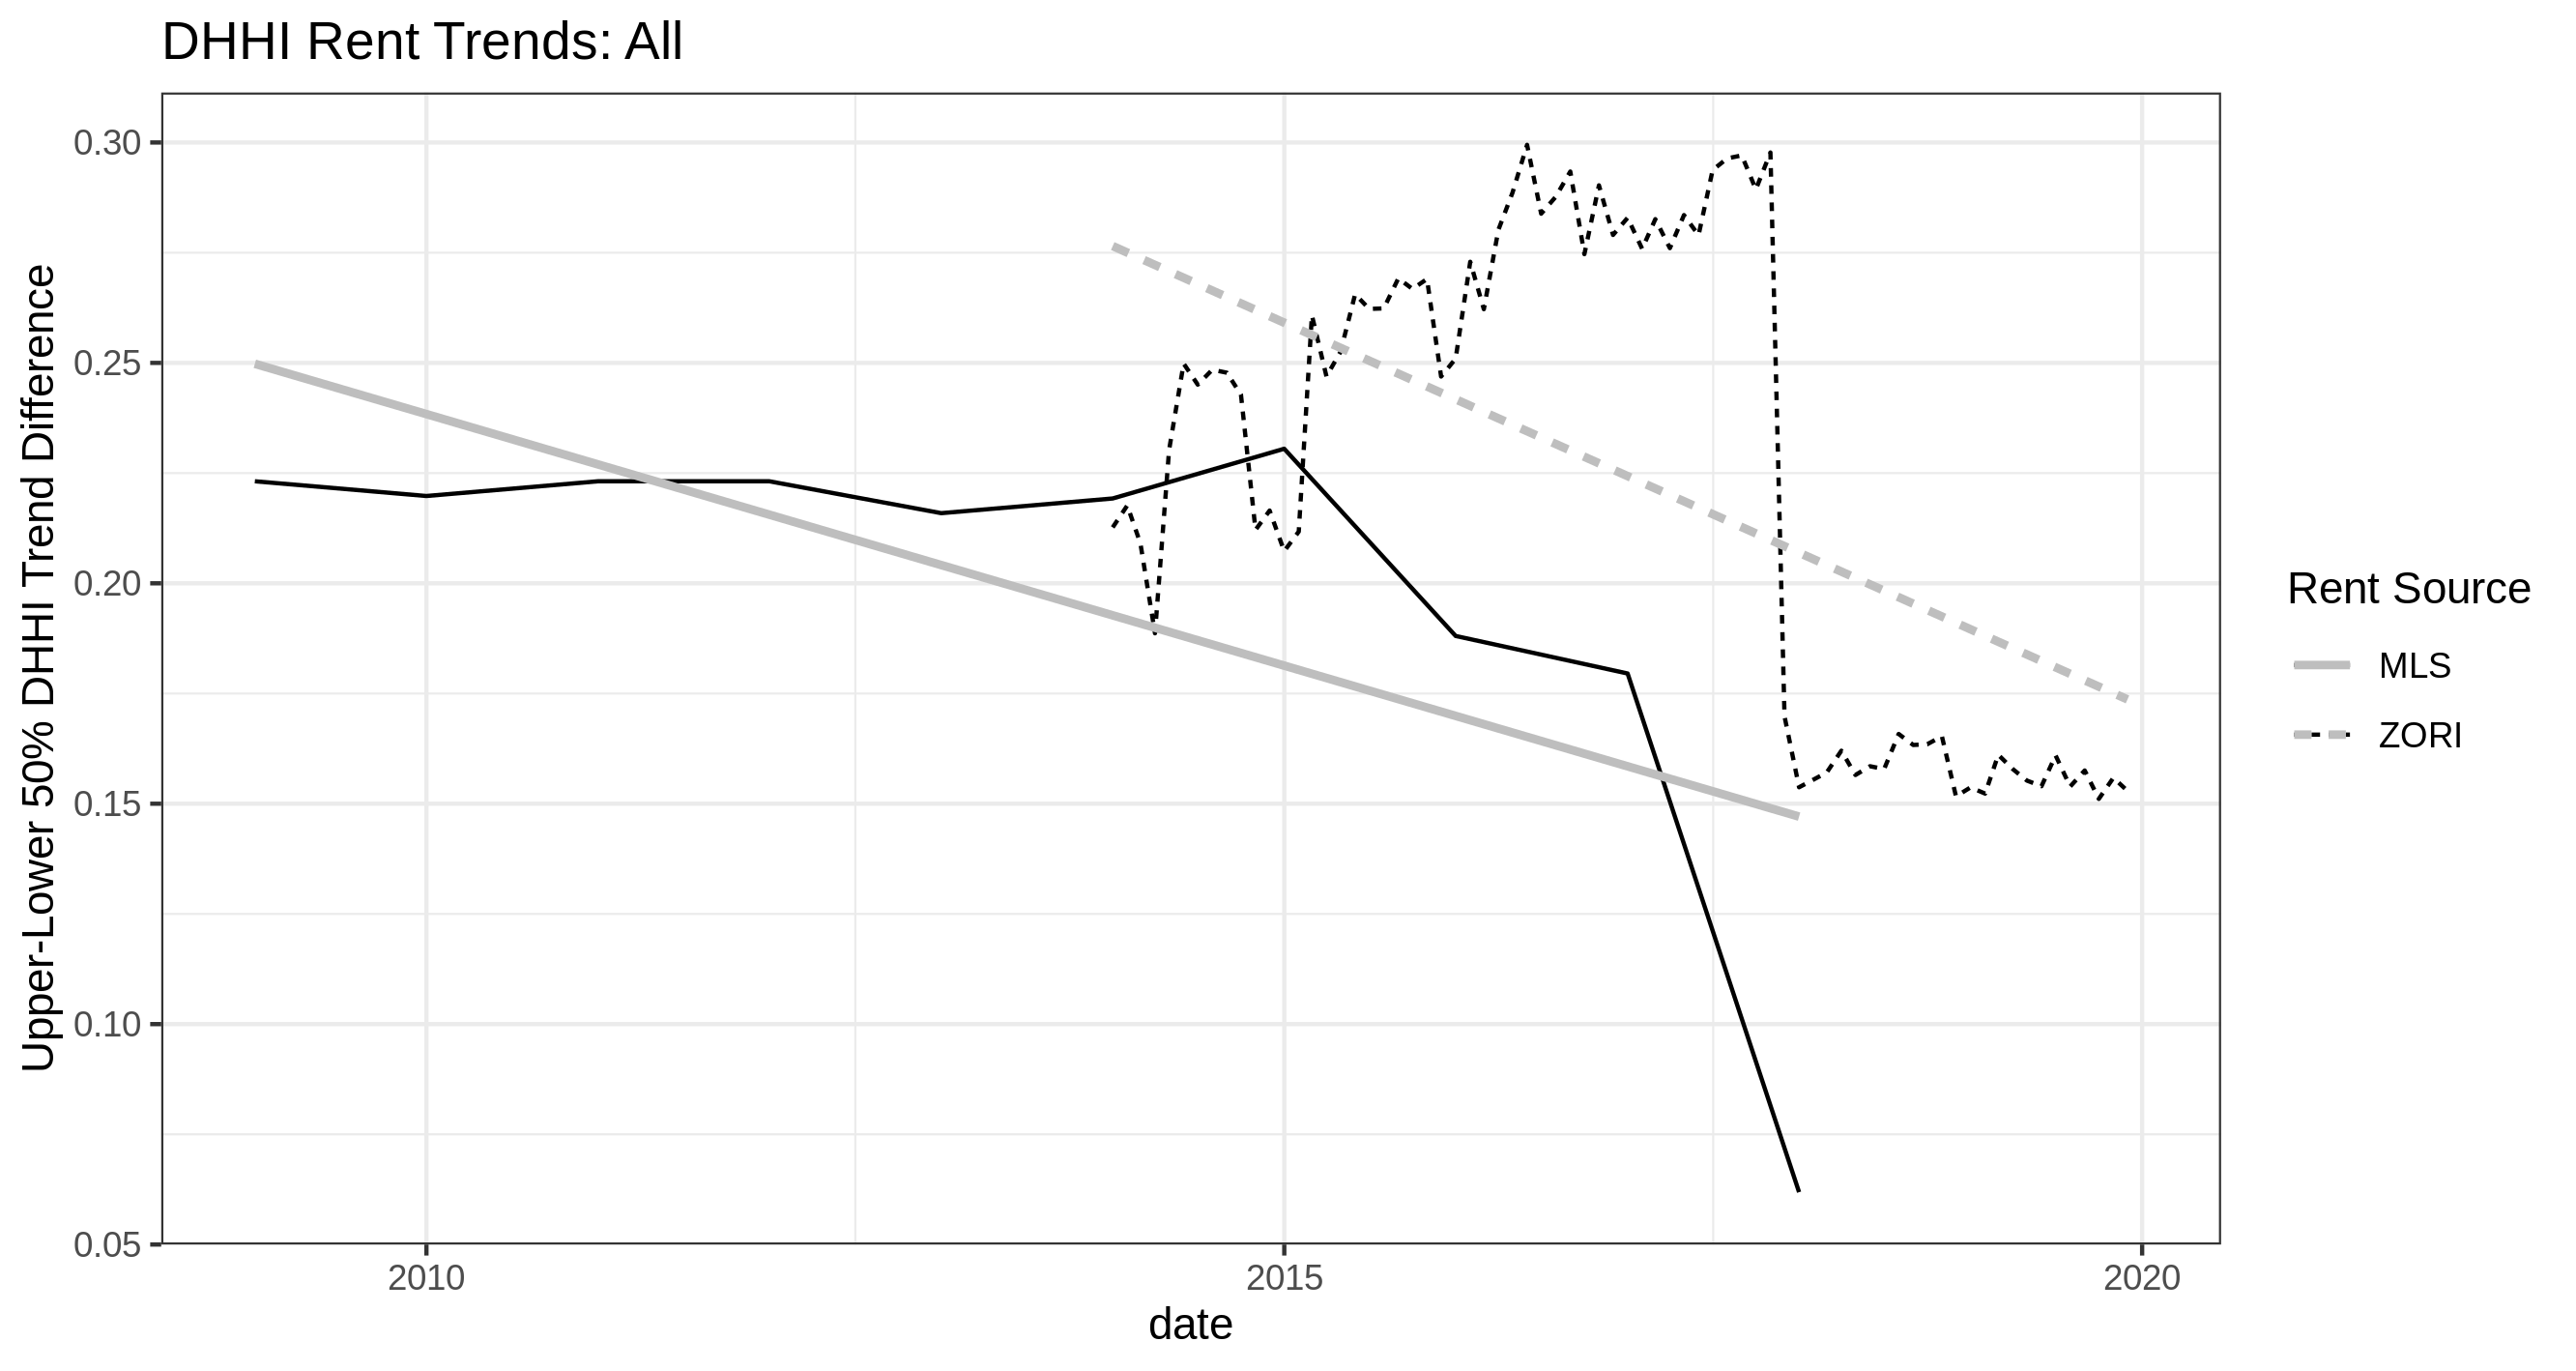 DHHI Rent Trends: All
Upper-Lower 50% DHHI Trend Difference
0.30
0.25
0.20
0.15
0.10
0.05
2010
2015
2020
date
Rent Source
MLS
ZORI